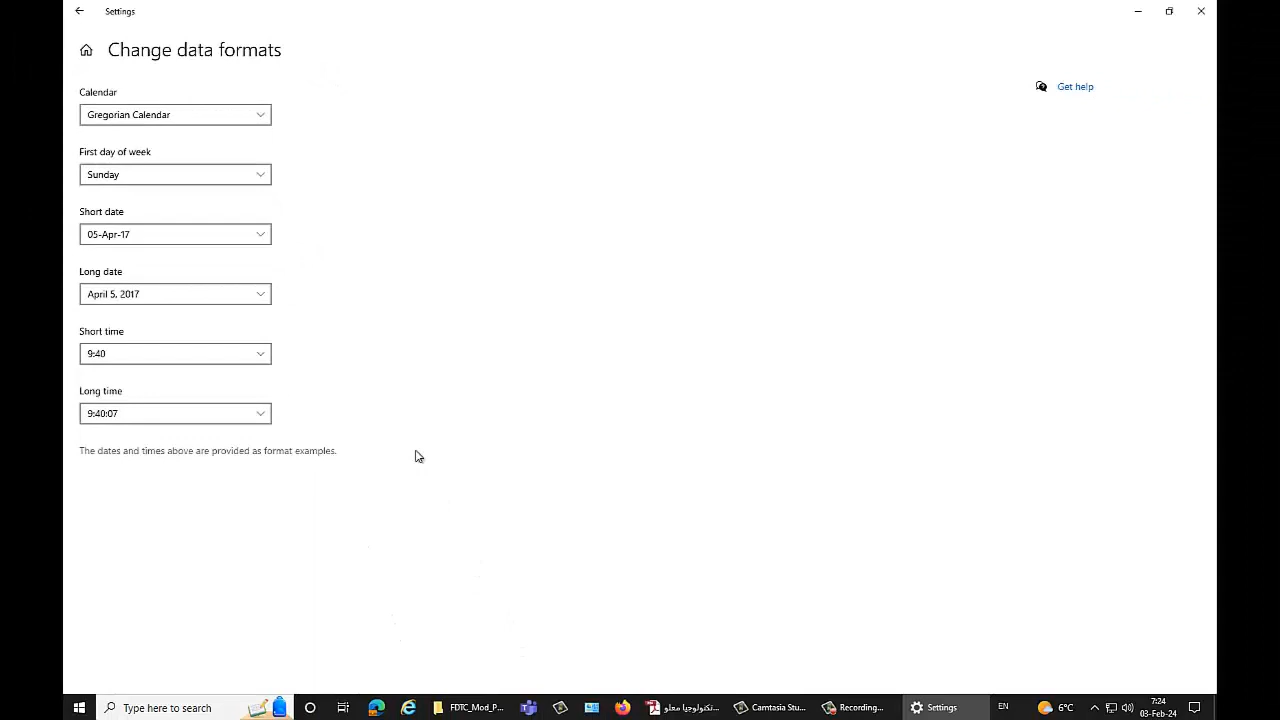 Settings
Change data formats
Get help
Calendar
Gregorian Calendar
First day of week
Sunday
Short date
05-Apr-17
Long date
April 5, 2017
Short time
9:40
Long time
9:40:07
The dates and times above are provided as format examples.
Type here to search
FDTC_Mod_P...
تكنولوجيا معلو...
Camtasia Stu...
Recording...
Settings
6°C
EN
7:24
03-Feb-24